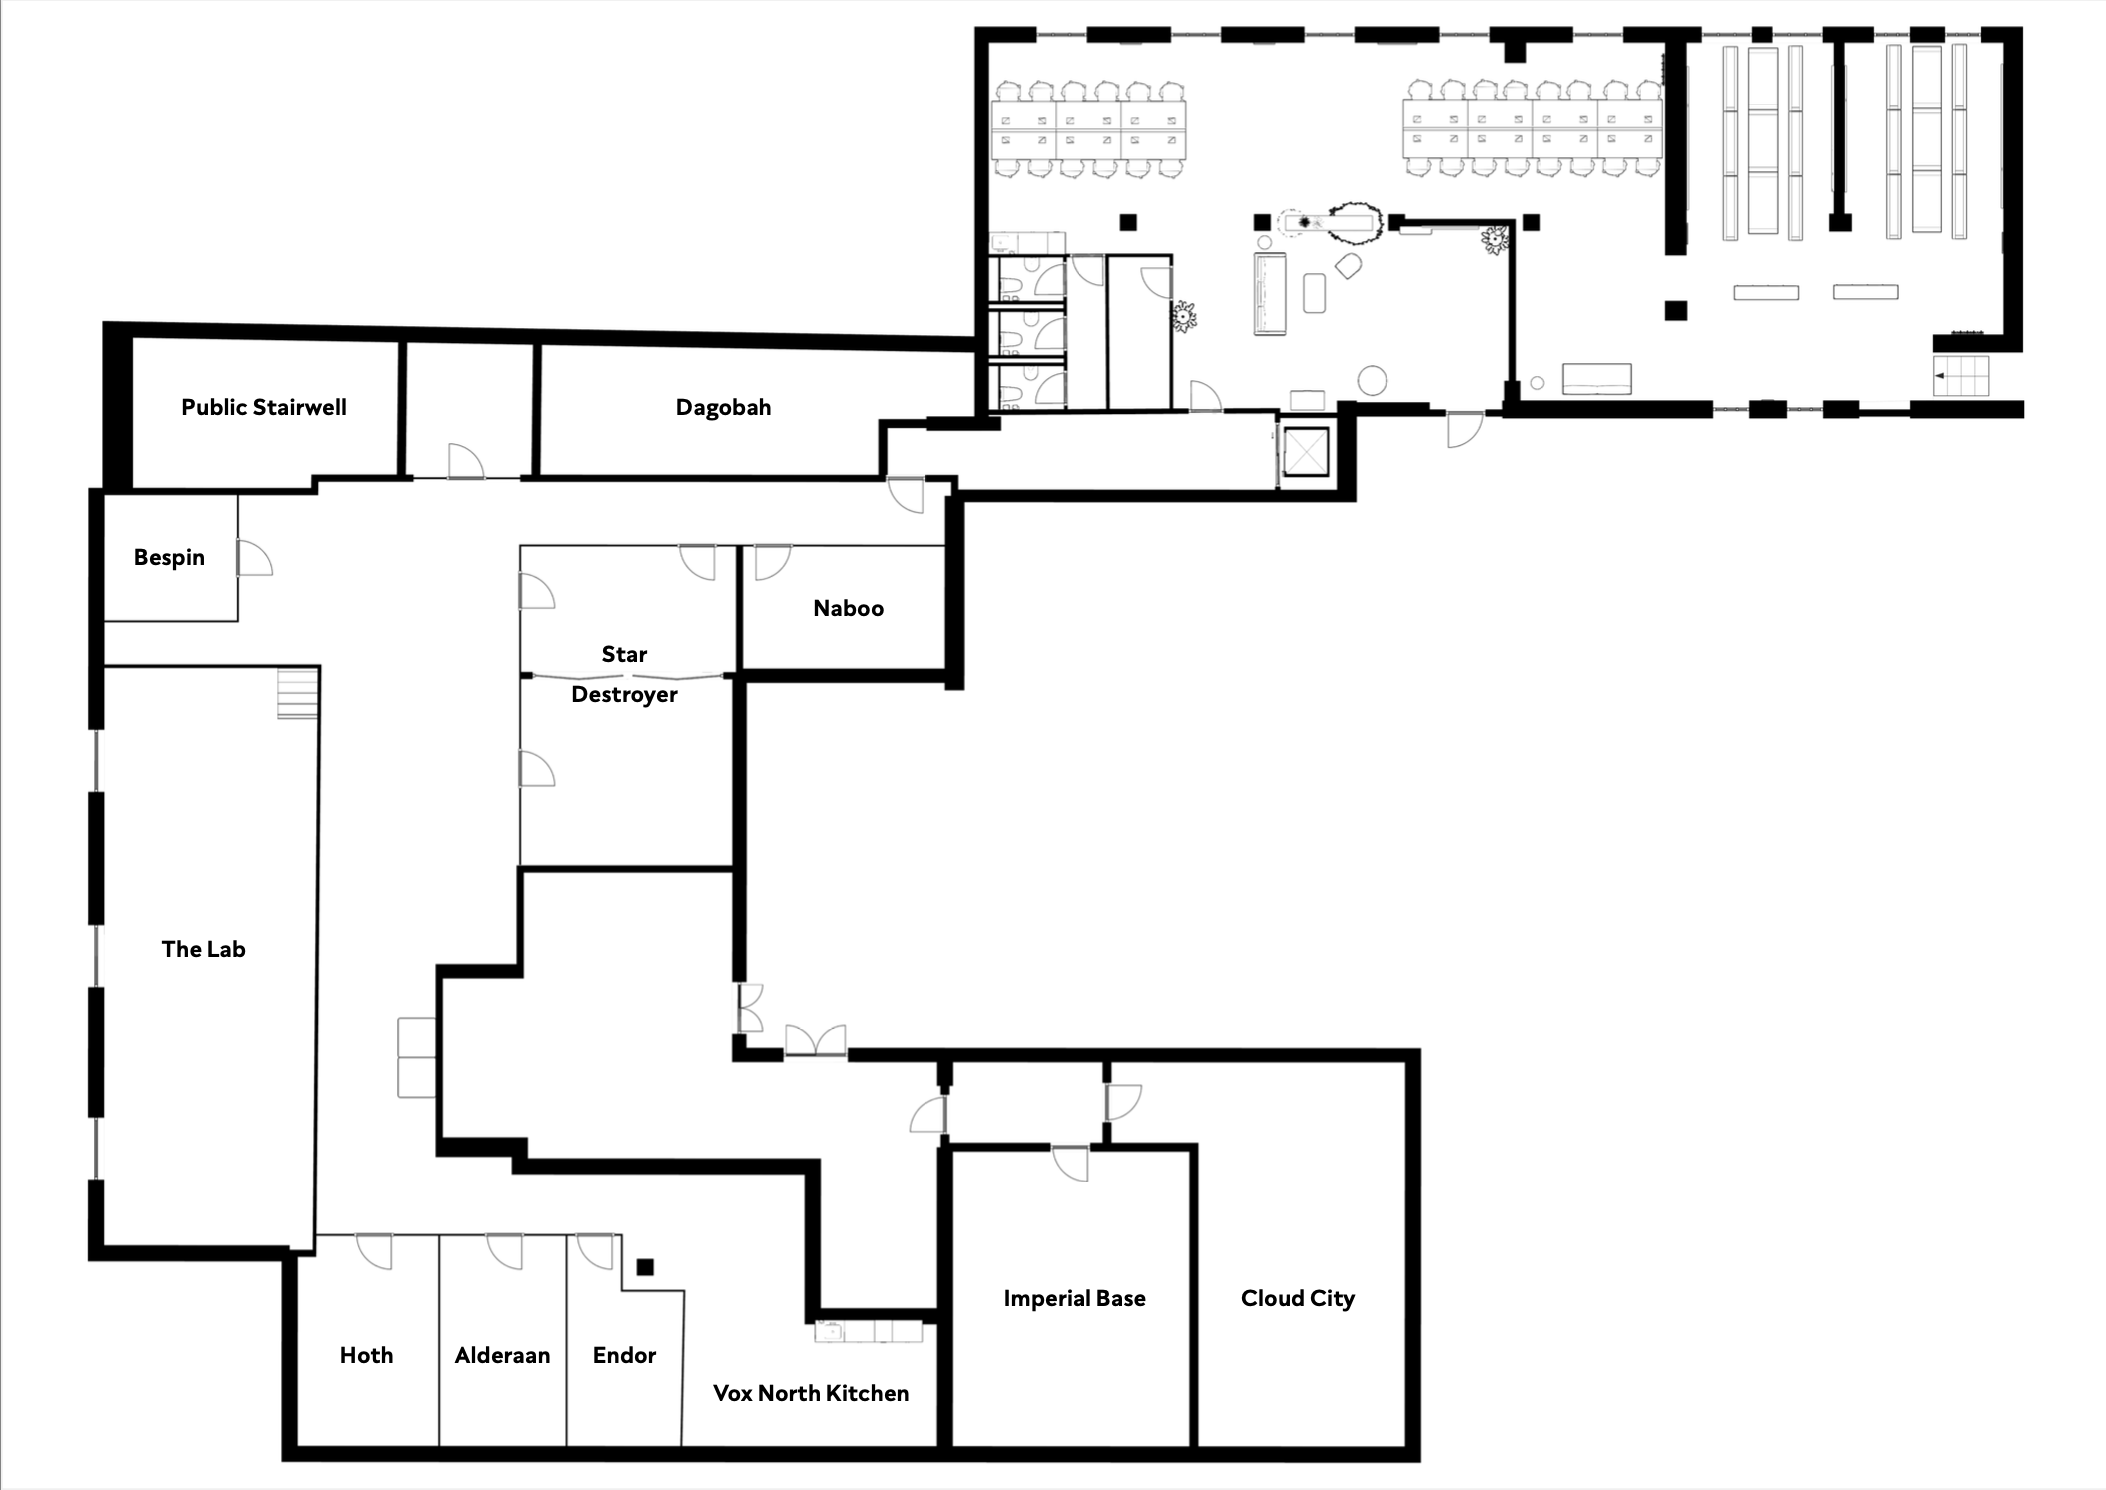 Public Stairwell
Dagobah
Bespin
Naboo
Star
Destroyer
The Lab
Imperial Base
Cloud City
Hoth
Alderaan
Endor
Vox North Kitchen